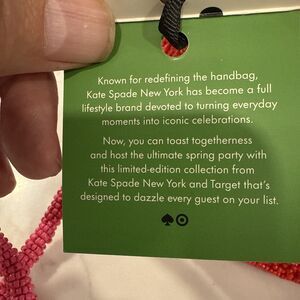 Known for redefining the handbag,
Kate Spade New York has become a full
lifestyle brand devoted to turning everyday
moments into iconic celebrations.
Now, you can toast togetherness
and host the ultimate spring party with
this limited-edition collection from
Kate Spade New York and Target that's
designed to dazzle every guest on your list.